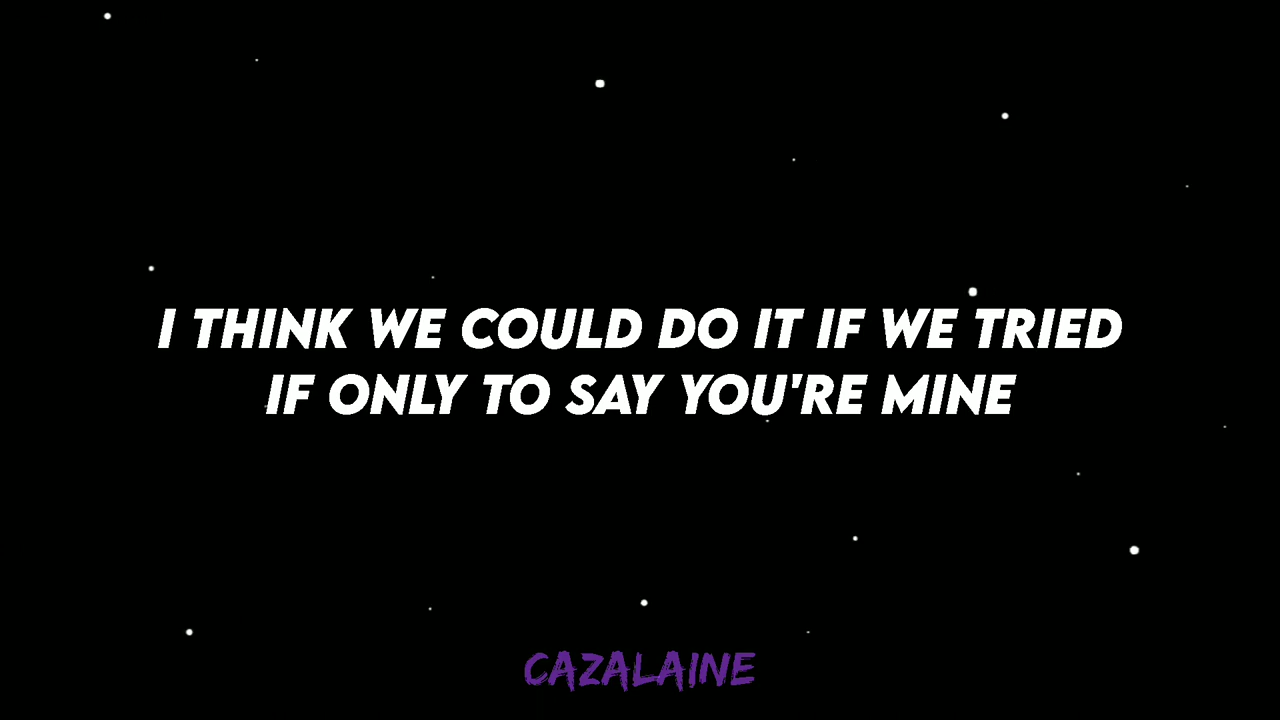 I THINK WE COULD DO IT IF WE TRIED
IF ONLY TO SAY YOU'RE MINE
CAZALAINE